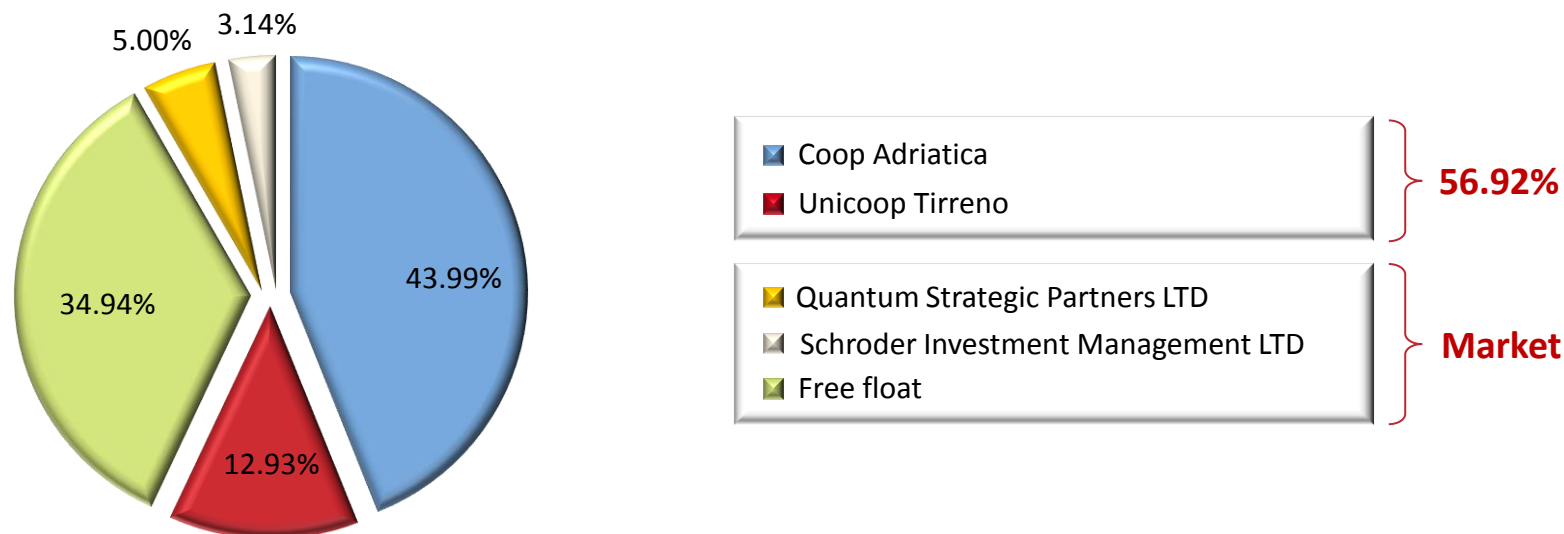 3.14%
5.00%
43.99%
34.94%
12.93%
Coop Adriatica
Unicoop Tirreno
56.92%
Quantum Strategic Partners LTD
Schroder Investment Management LTD
Free float
Market